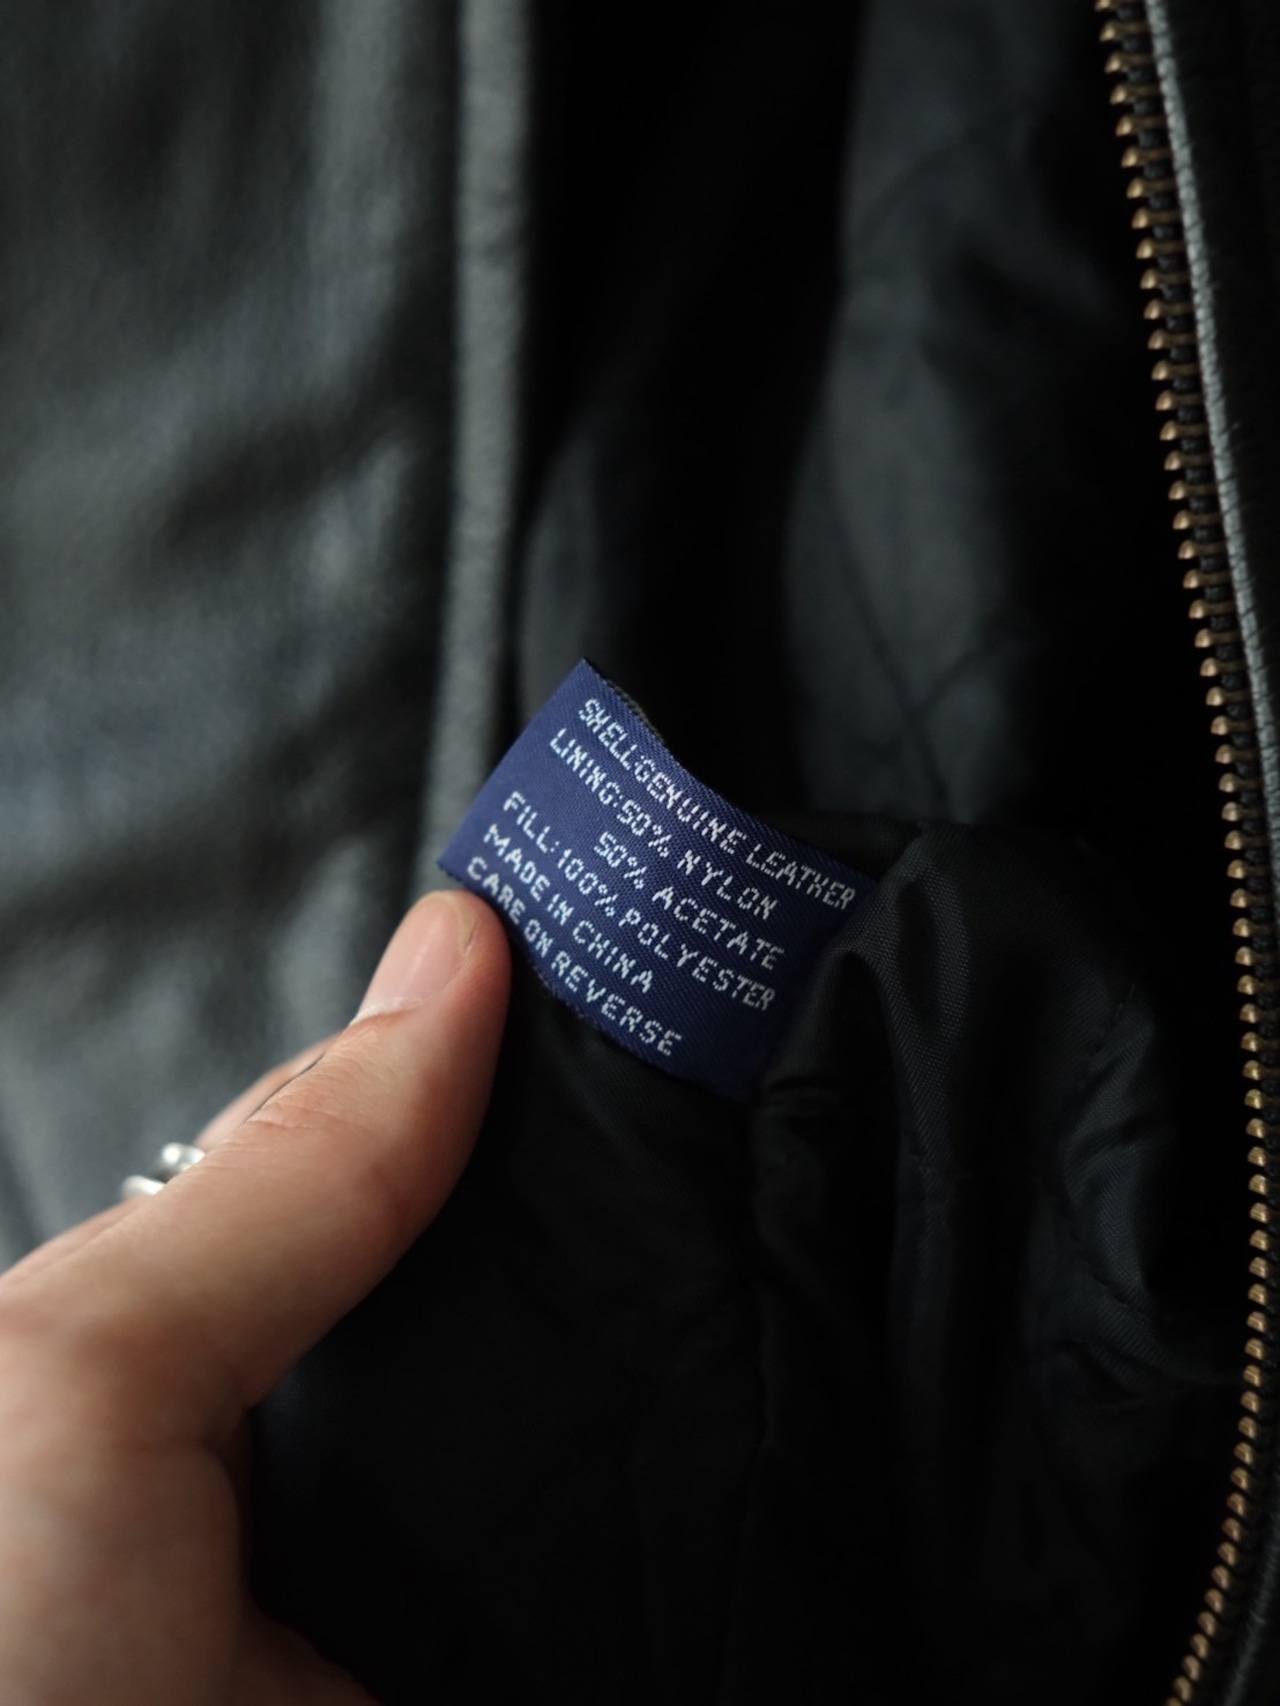 SHELL:GENUINE LEATHER
LINING:50% NYLON
50% ACETATE
FILL:100% POLYESTER
MADE IN CHINA
CARE ON REVERSE